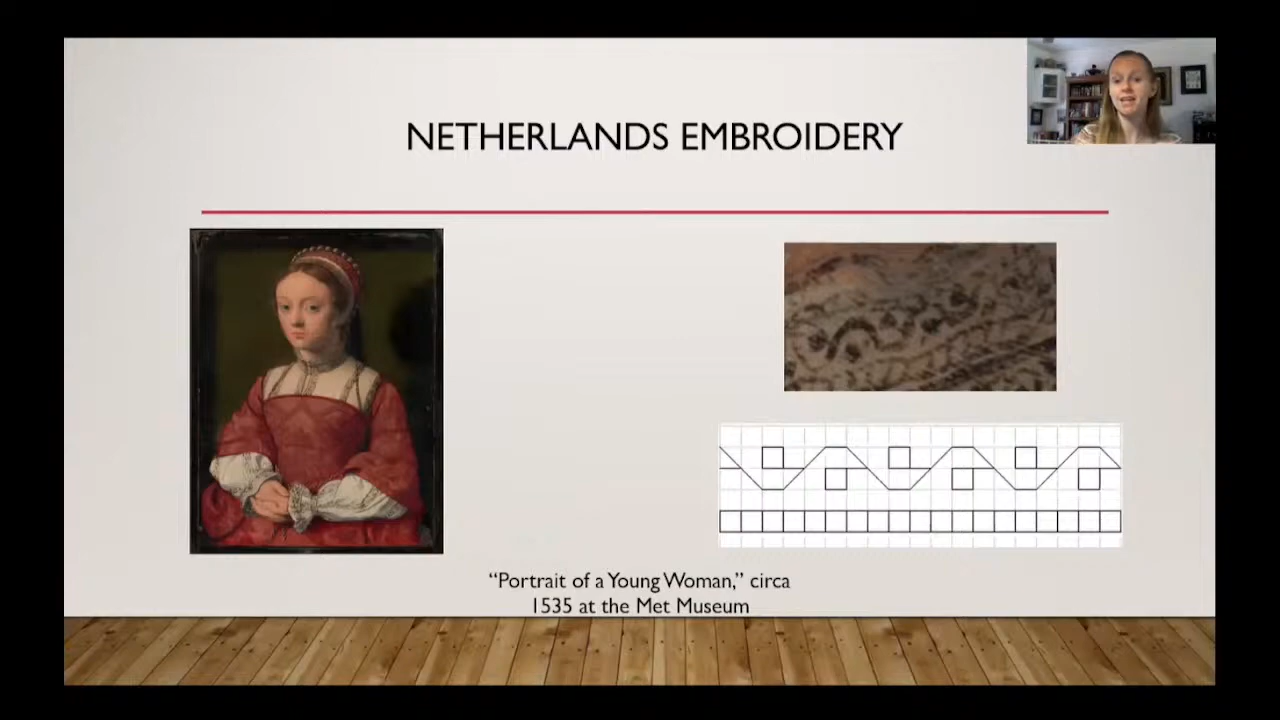 NETHERLANDS EMBROIDERY
“Portrait of a Young Woman,” circa
1535 at the Met Museum